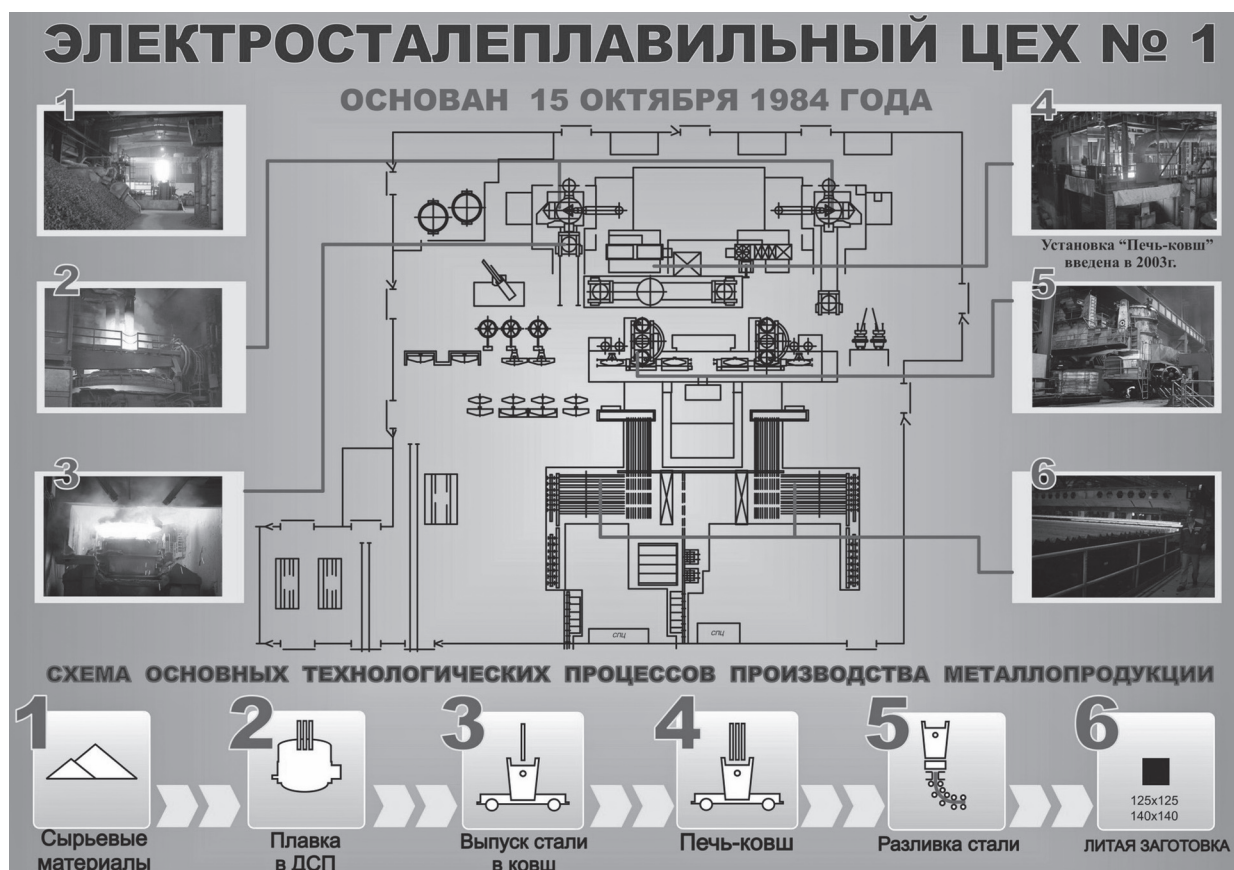 ЭЛЕКТРОСТАЛЕПЛАВИЛЬНЫЙ ЦЕХ № 1
ОСНОВАН 15 ОКТЯБРЯ 1984 ГОДА
1
2
3
4
Установка “Печь-ковш”
введена в 2003г.
5
6
СПЦ
СПЦ
СХЕМА ОСНОВНЫХ ТЕХНОЛОГИЧЕСКИХ ПРОЦЕССОВ ПРОИЗВОДСТВА МЕТАЛЛОПРОДУКЦИИ
1
Сырьевые
материалы
2
Плавка
в ДСП
3
Выпуск стали
в ковш
4
Печь-ковш
5
Разливка стали
6
125x125
140x140
ЛИТАЯ ЗАГОТОВКА